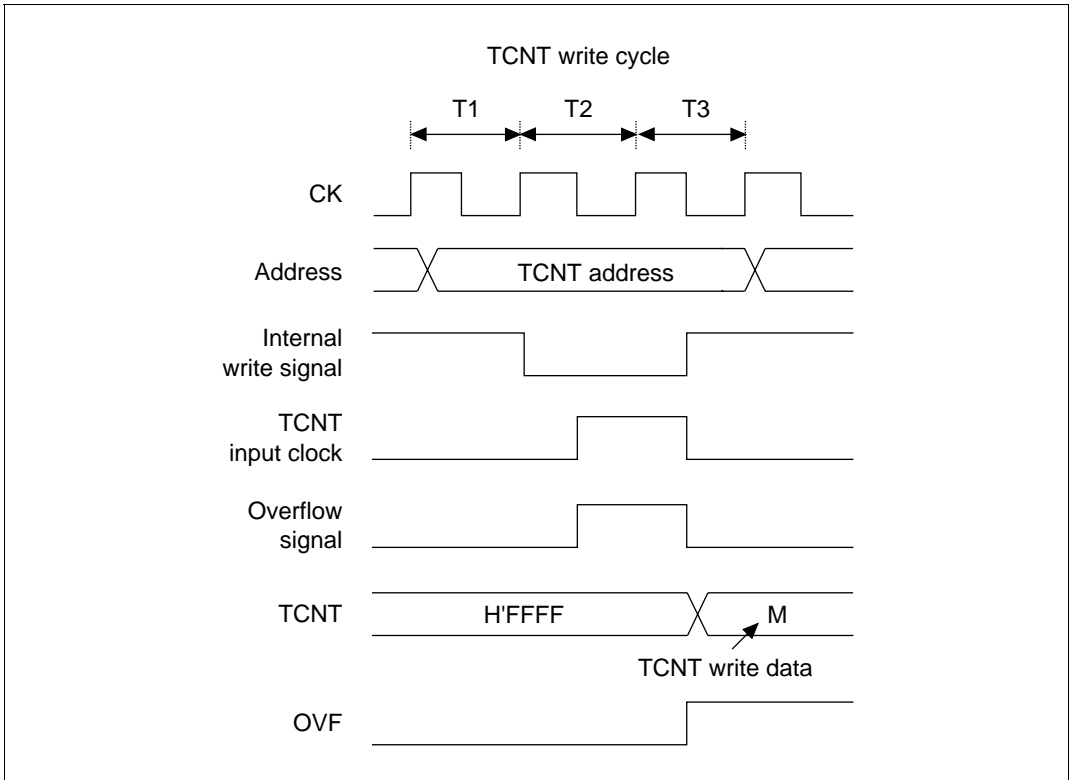 TCNT write cycle
T1 T2 T3
CK
Address
TCNT address
Internal
write signal
TCNT
input clock
Overflow
signal
TCNT
H'FFFF
M
TCNT write data
OVF